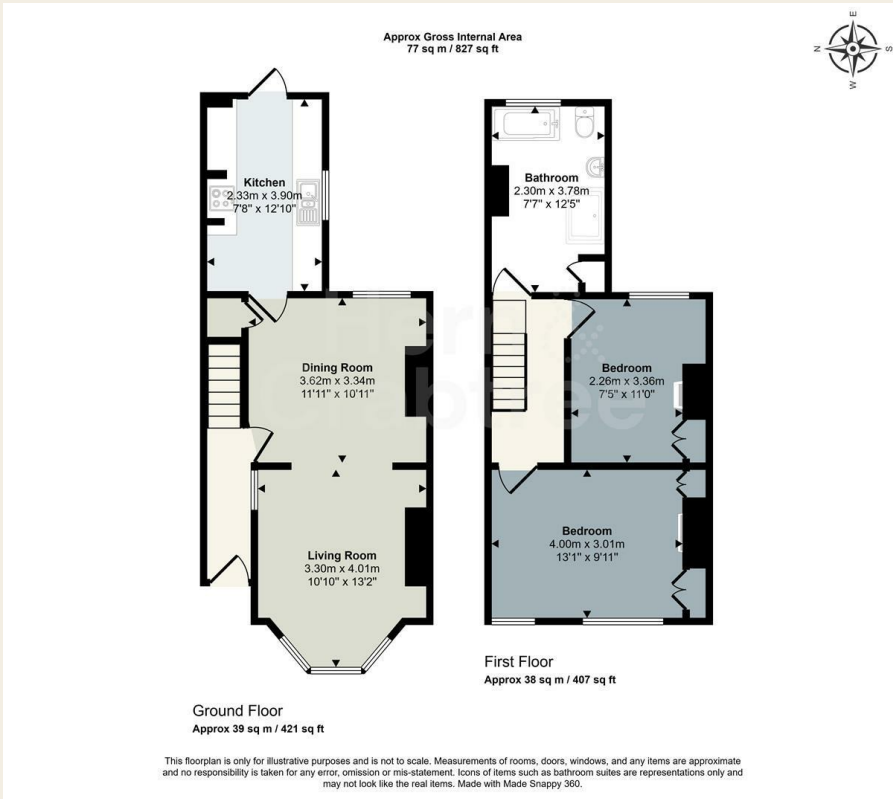 Approx Gross Internal Area
77 sq m / 827 sq ft
E
N
S
W
Kitchen
2.33m x 3.90m
7'8" x 12'10"
Bathroom
2.30m x 3.78m
7'7" x 12'5"
Dining Room
3.62m x 3.34m
11'11" x 10'11"
Bedroom
2.26m x 3.36m
7'5" x 11'0"
Hern &
Crabtree
Living Room
3.30m x 4.01m
10'10" x 13'2"
Bedroom
4.00m x 3.01m
13'1" x 9'11"
First Floor
Approx 38 sq m / 407 sq ft
Ground Floor
Approx 39 sq m / 421 sq ft
This floorplan is only for illustrative purposes and is not to scale. Measurements of rooms, doors, windows, and any items are approximate
and no responsibility is taken for any error, omission or mis-statement. Icons of items such as bathroom suites are representations only and
may not look like the real items. Made with Made Snappy 360.